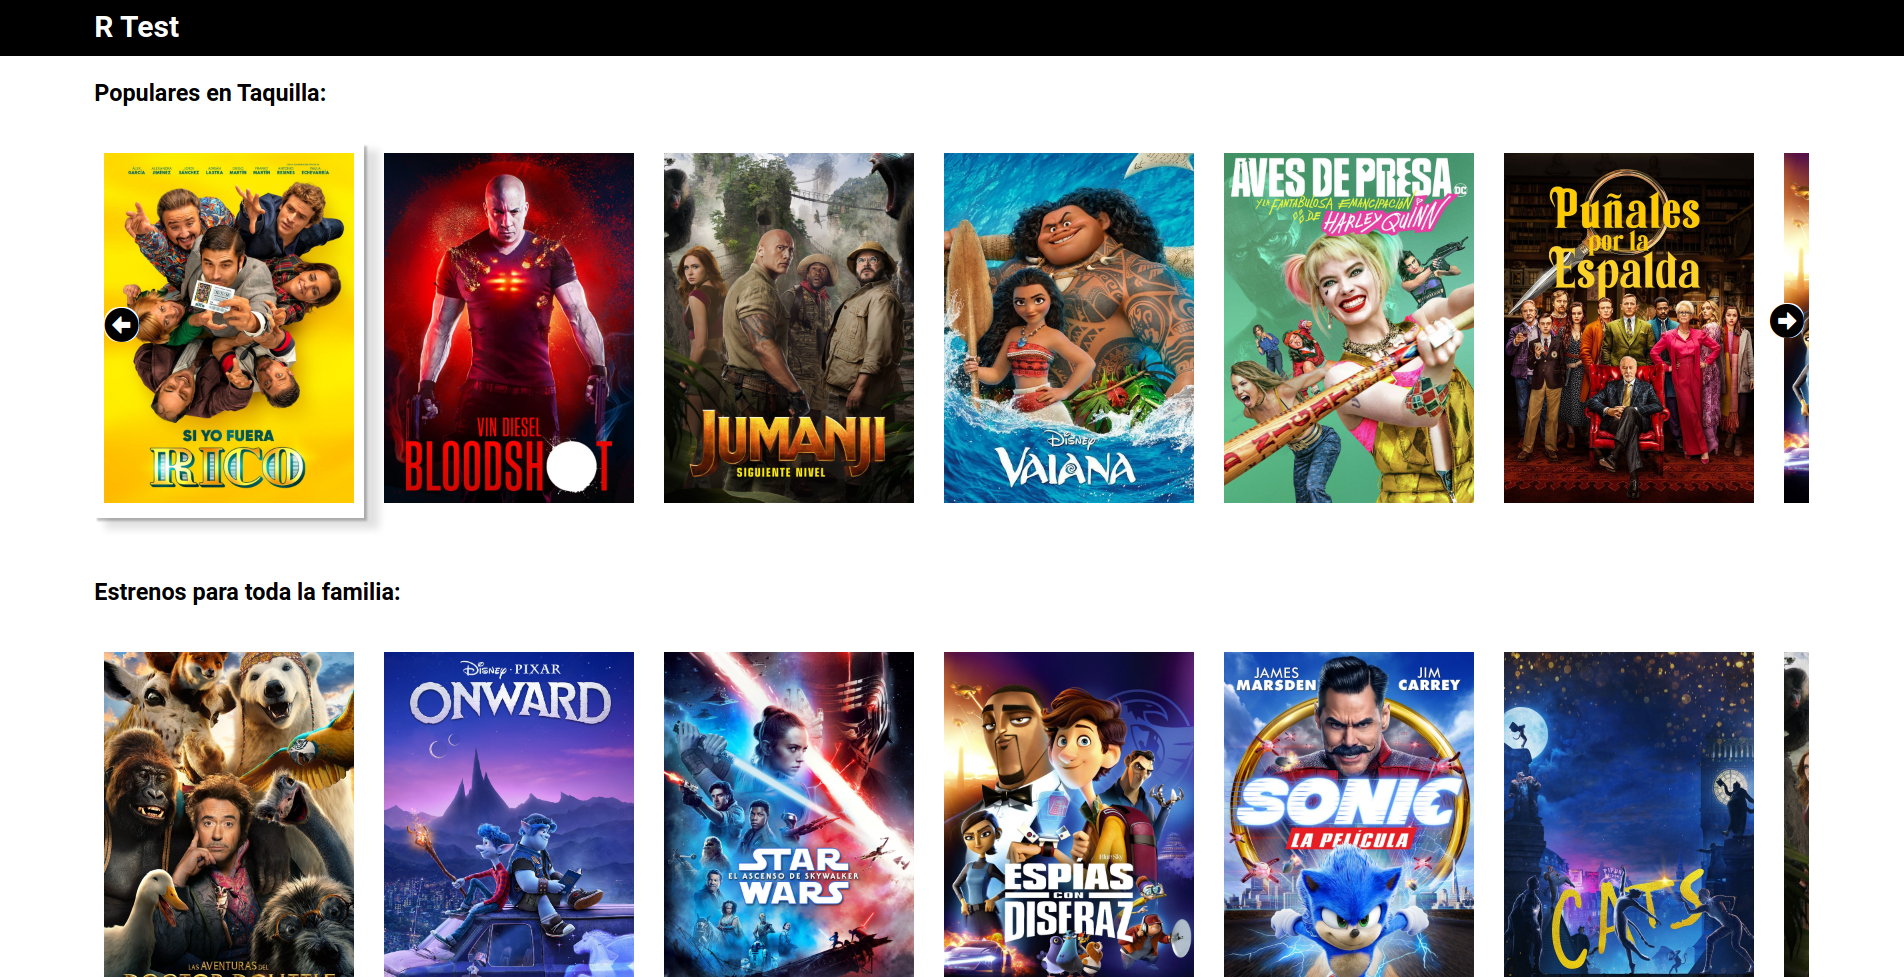 R Test
Populares en Taquilla:
SI YO FUERA
RICO
VIN DIESEL
BLOODSHOT
JUMANJI
SIGUIENTE NIVEL
Disney
VAIANA
AVES DE PRESA
DC
Y LA FANTABULOSA EMANCIPACIÓN
DE
HARLEY QUINN
Puñales
por la
Espalda
Estrenos para toda la familia:
LAS AVENTURAS DEL
DOCTOR DOLITTLE
Disney · PIXAR
ONWARD
STAR
EL ASCENSO DE SKYWALKER
WARS
ESPÍAS
CON
DISFRAZ
JAMES
MARSDEN
JIM
CARREY
SONIC
LA PELÍCULA
CATS